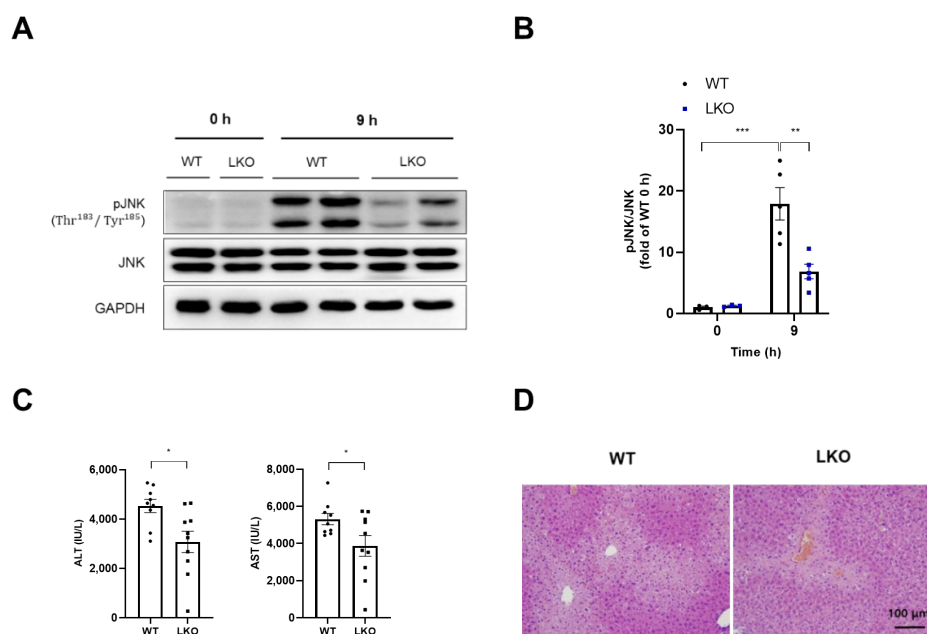 A
0 h
9 h
WT
LKO
WT
LKO
pJNK
(Thr¹⁸³/ Tyr¹⁸⁵)
JNK
GAPDH
B
WT
LKO
***
**
30
20
10
0
pJNK/JNK
(fold of WT 0 h)
0
9
Time (h)
C
6,000
4,000
2,000
0
ALT (IU/L)
*
WT
LKO
8,000
6,000
4,000
2,000
0
AST (IU/L)
*
WT
LKO
D
WT
LKO
100 μm